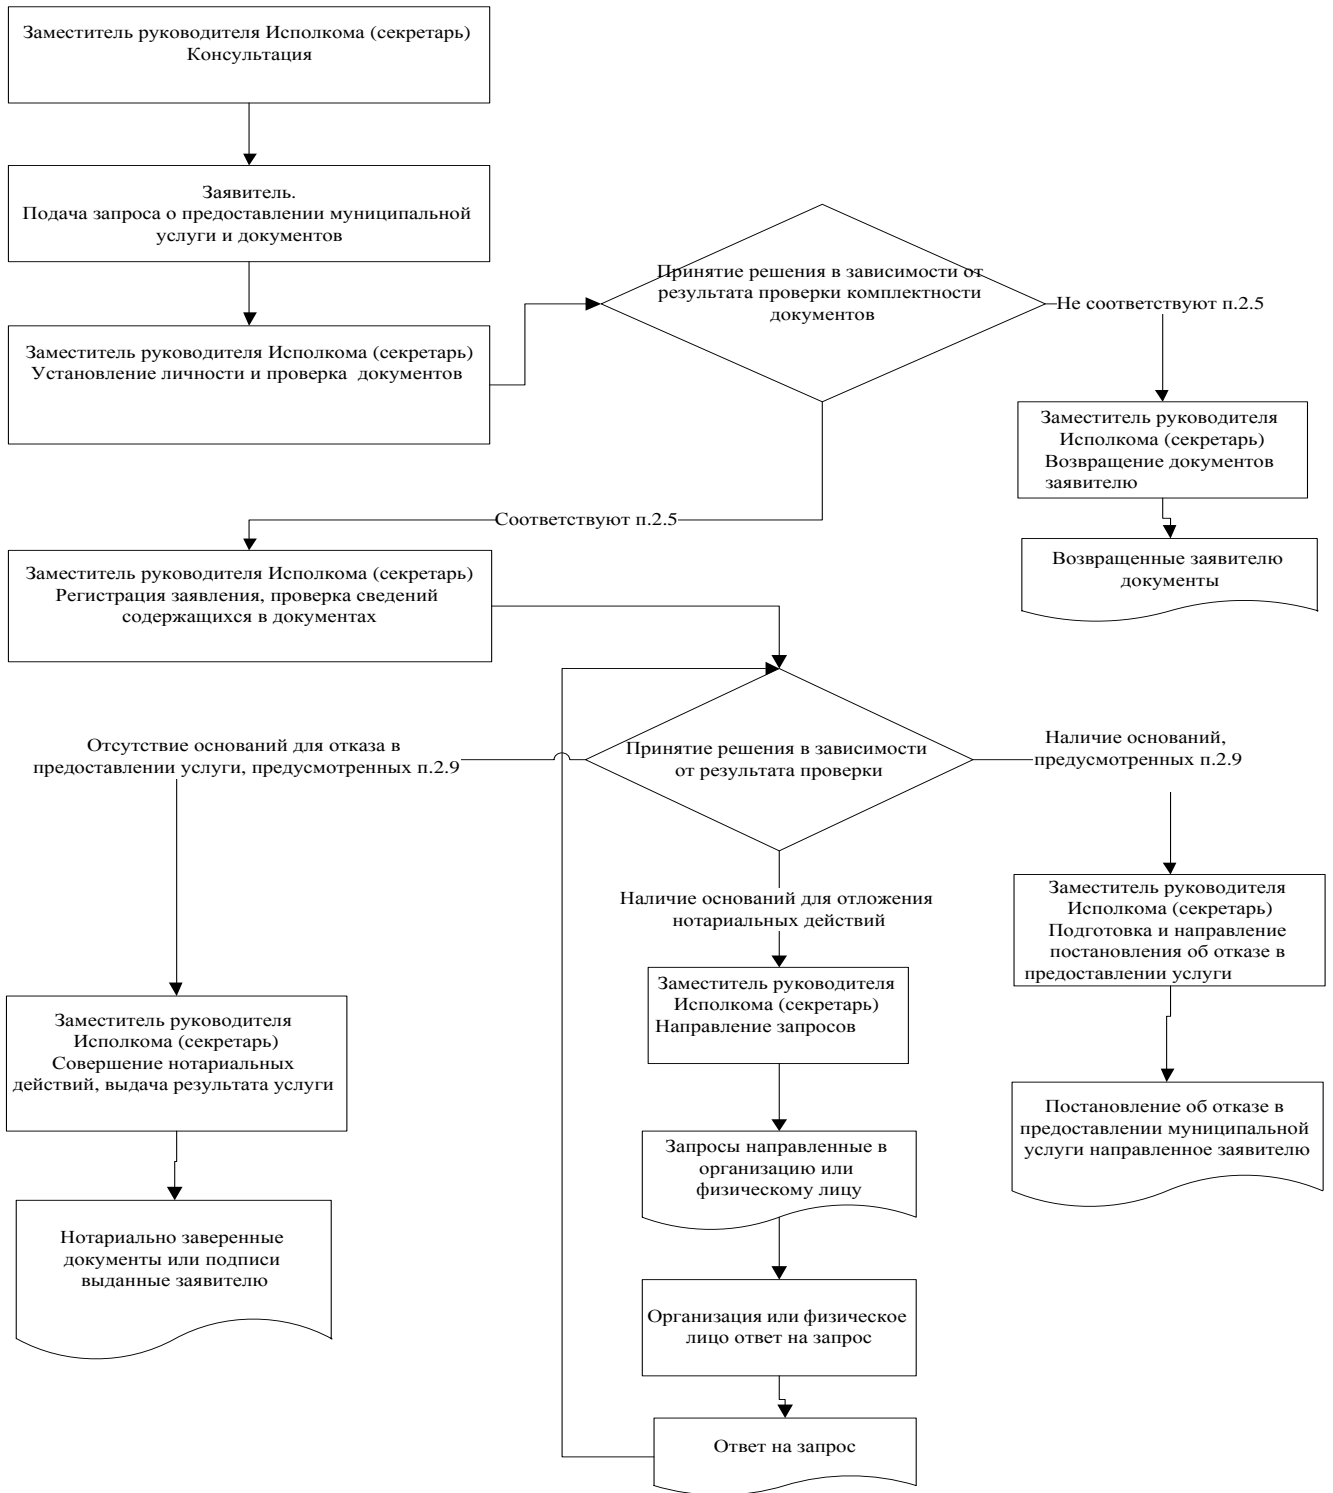 Заместитель руководителя Исполкома (секретарь)
Консультация
Заявитель.
Подача запроса о предоставлении муниципальной
услуги и документов
Заместитель руководителя Исполкома (секретарь)
Установление личности и проверка документов
Принятие решения в зависимости от
результата проверки комплектности
документов
Не соответствуют п.2.5
Заместитель руководителя
Исполкома (секретарь)
Возвращение документов
заявителю
Возвращенные заявителю
документы
Соответствуют п.2.5
Заместитель руководителя Исполкома (секретарь)
Регистрация заявления, проверка сведений
содержащихся в документах
Принятие решения в зависимости
от результата проверки
Отсутствие оснований для отказа в
предоставлении услуги, предусмотренных п.2.9
Наличие оснований,
предусмотренных п.2.9
Наличие оснований для отложения
нотариальных действий
Заместитель руководителя
Исполкома (секретарь)
Совершение нотариальных
действий, выдача результата услуги
Нотариально заверенные
документы или подписи
выданные заявителю
Заместитель руководителя
Исполкома (секретарь)
Направление запросов
Запросы направленные в
организацию или
физическому лицу
Организация или физическое
лицо ответ на запрос
Ответ на запрос
Заместитель руководителя
Исполкома (секретарь)
Подготовка и направление
постановления об отказе в
предоставлении услуги
Постановление об отказе в
предоставлении муниципальной
услуги направленное заявителю